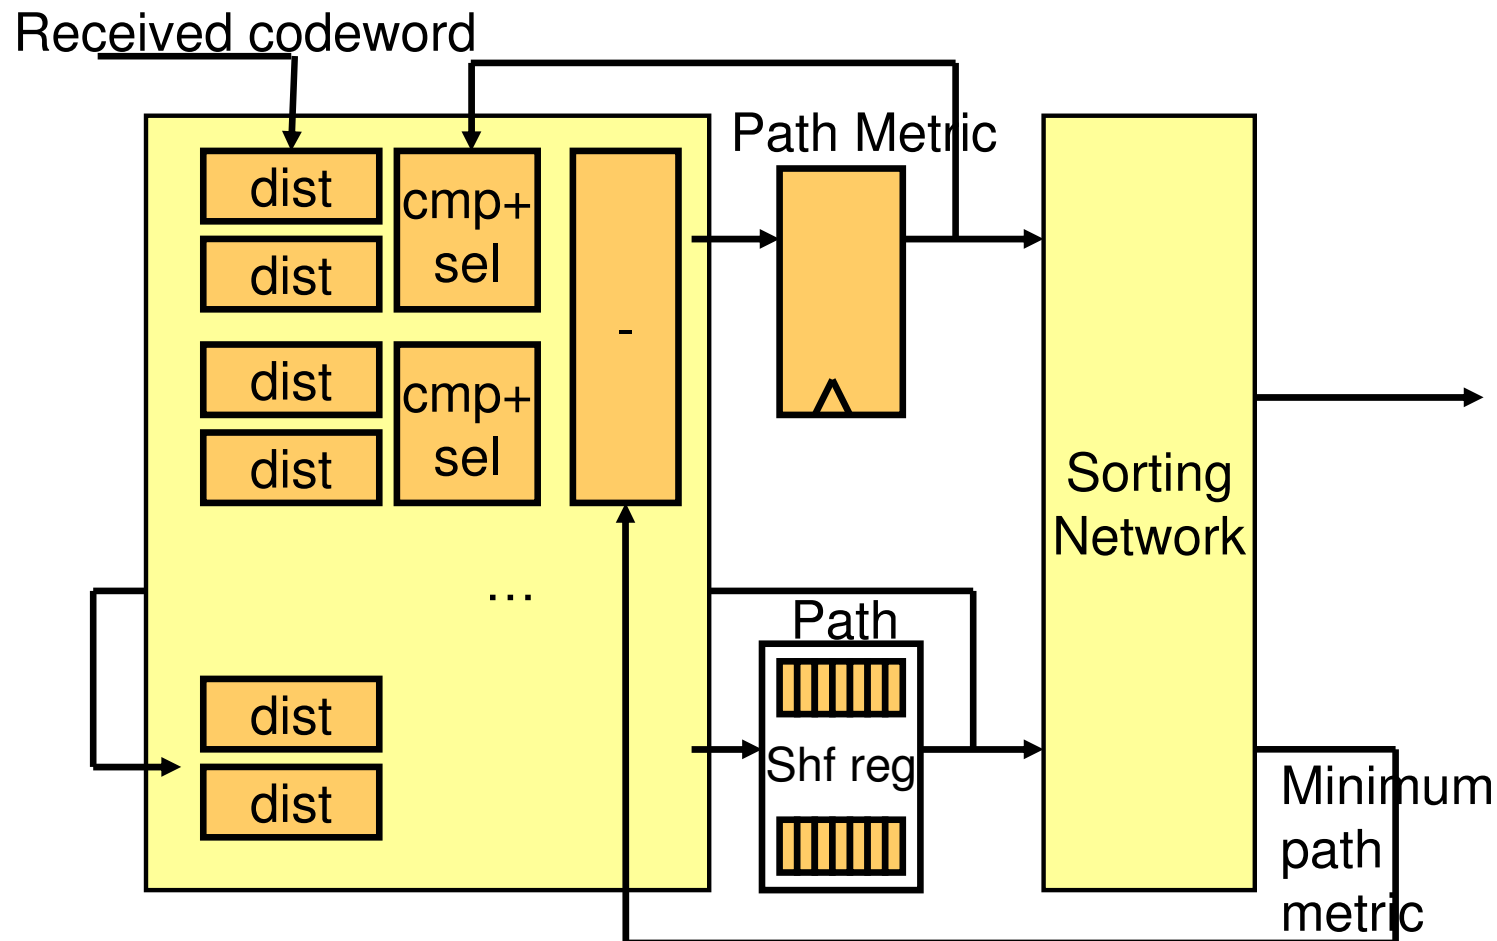 Received codeword
Path Metric
dist
cmp+
sel
dist
-
dist
cmp+
sel
dist
Sorting
Network
...
Path
dist
Shf reg
dist
Minimum
path
metric